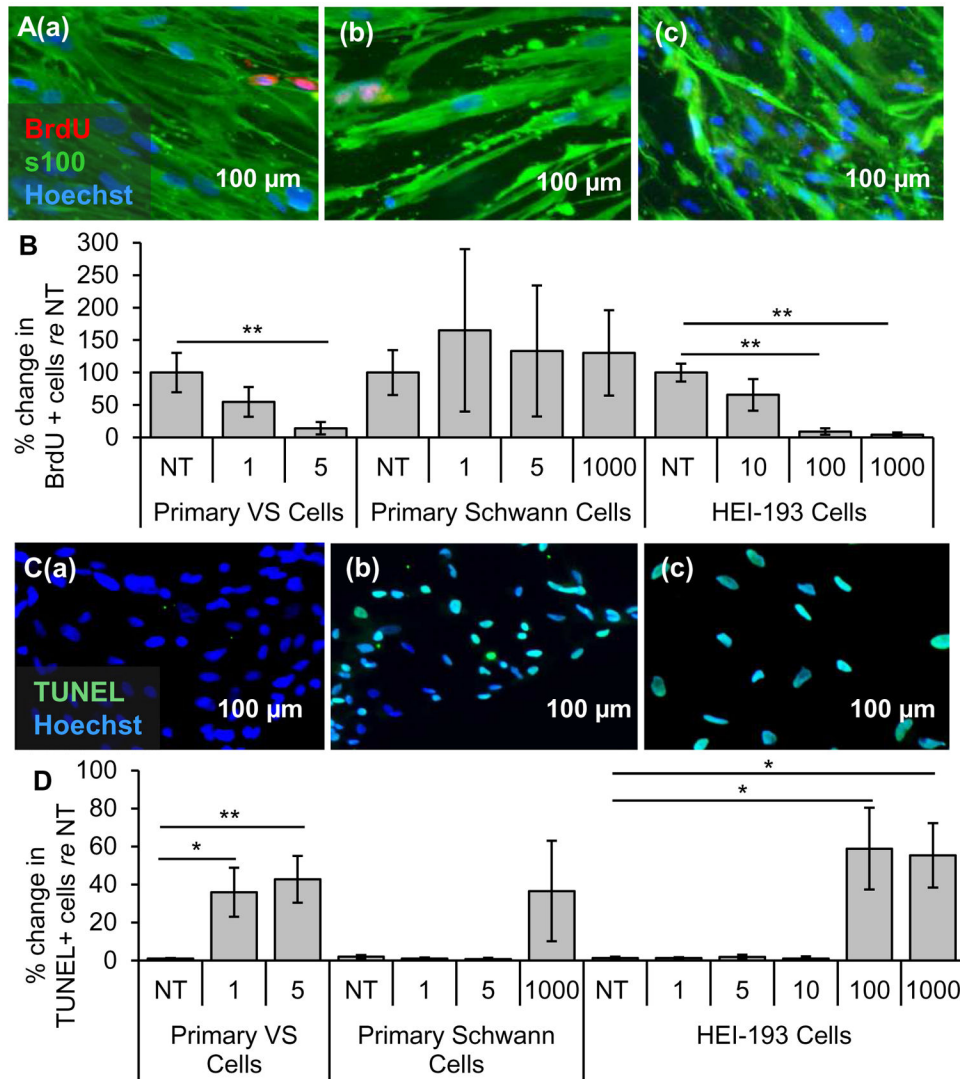 A(a)
(b)
(c)
BrdU
s100
Hoechst
100 µm
100 µm
100 µm
B
% change in
BrdU + cells re NT
300
250
200
150
100
50
0
**
**
**
NT 1 5 NT 1 5 1000 NT 10 100 1000
Primary VS Cells Primary Schwann Cells HEI-193 Cells
C(a)
(b)
(c)
TUNEL
Hoechst
100 µm
100 µm
100 µm
D
% change in
TUNEL+ cells re NT
100
80
60
40
20
0
**
*
*
*
NT 1 5 NT 1 5 1000 NT 1 5 10 100 1000
Primary VS Cells Primary Schwann Cells HEI-193 Cells